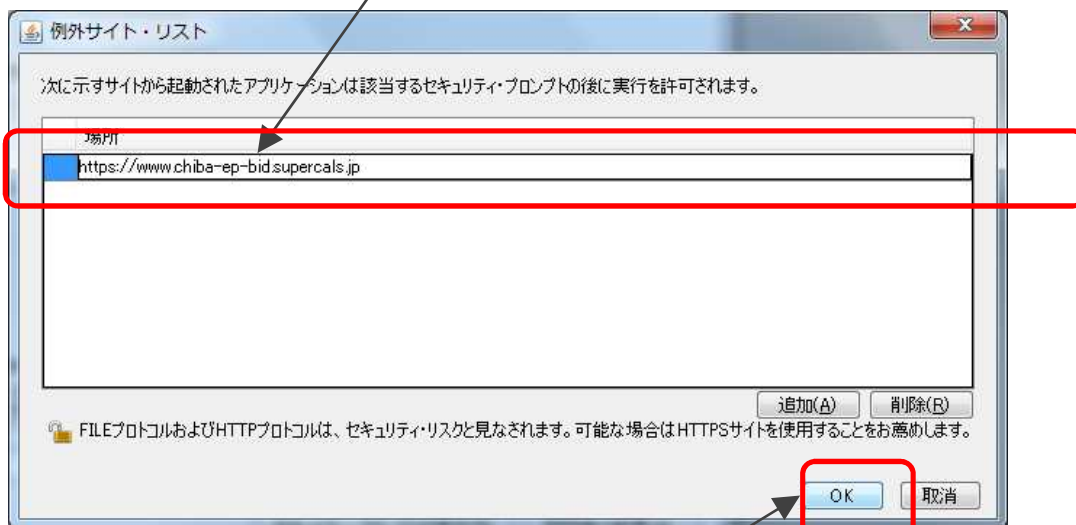 例外サイト・リスト
次に示すサイトから起動されたアプリケーションは該当するセキュリティ・プロンプトの後に実行を許可されます。
場所
https://www.chiba-ep-bid.supercals.jp
追加(A) 削除(R)
FILEプロトコルおよびHTTPプロトコルは、セキュリティ・リスクと見なされます。可能な場合はHTTPSサイトを使用することをお薦めします。
OK 取消